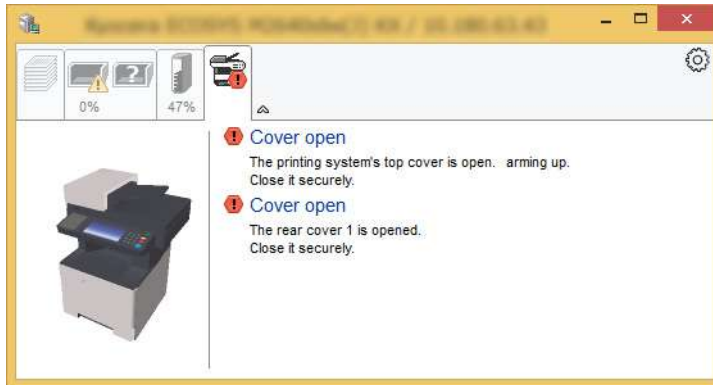 0%
47%
Cover open
The printing system's top cover is open. arming up.
Close it securely.
Cover open
The rear cover 1 is opened.
Close it securely.